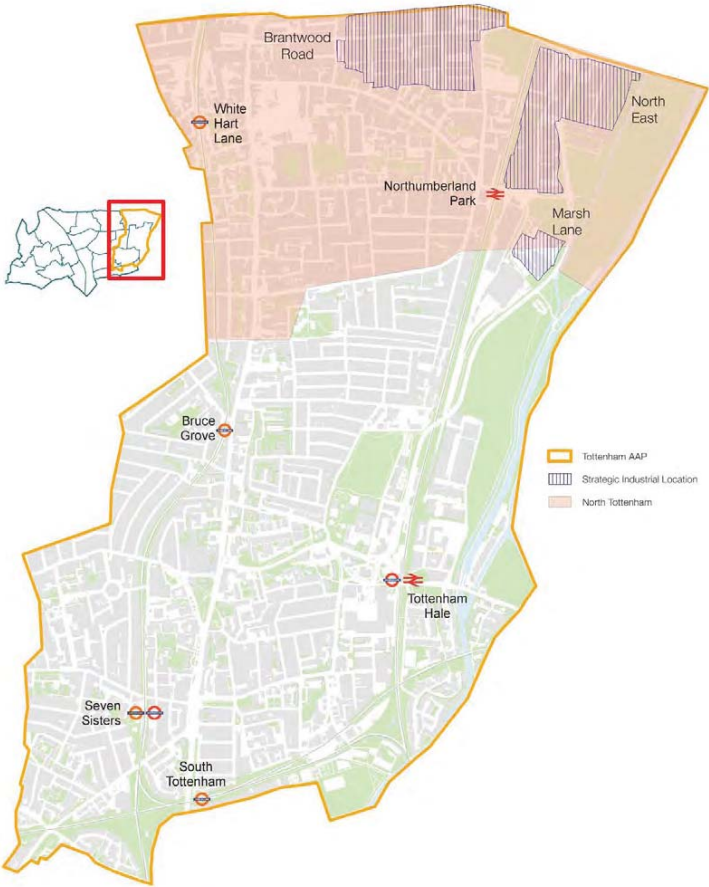 Brantwood
Road
White
Hart
Lane
North
East
Northumberland
Park
Marsh
Lane
Bruce
Grove
Tottenham AAP
Strategic Industrial Location
North Tottenham
Tottenham
Hale
Seven
Sisters
South
Tottenham